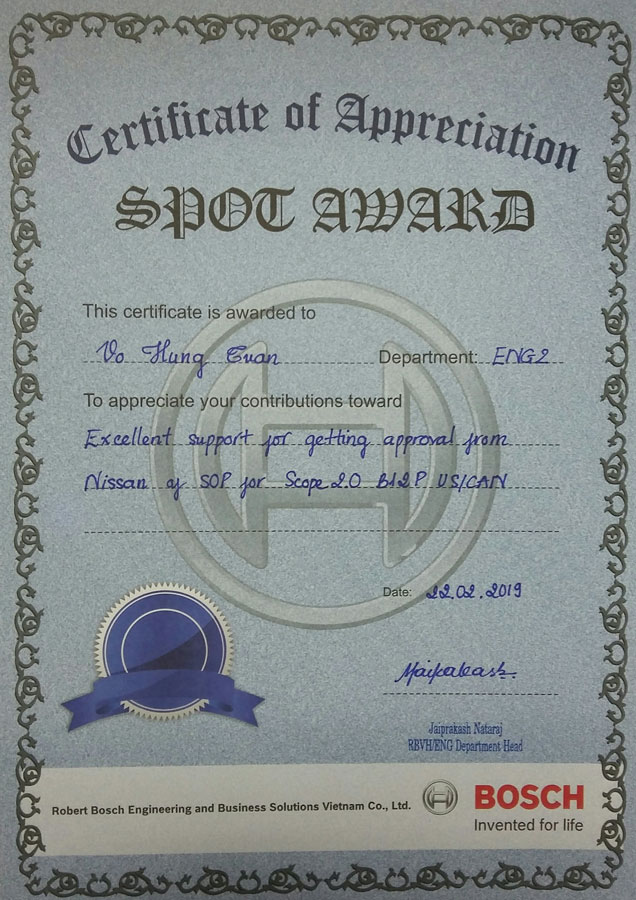 Certificate of Appreciation
SPOT AWARD
This certificate is awarded to
Vo Hung Tuan Department: ENG2
To appreciate your contributions toward
Excellent support for getting approval from
Nissan of SOP for Scope 2.0 B12P US/CAN
Date: 22.02.2019
Jaiprakash Nataraj
RBVH/ENG Department Head
Robert Bosch Engineering and Business Solutions Vietnam Co., Ltd.
BOSCH
Invented for life